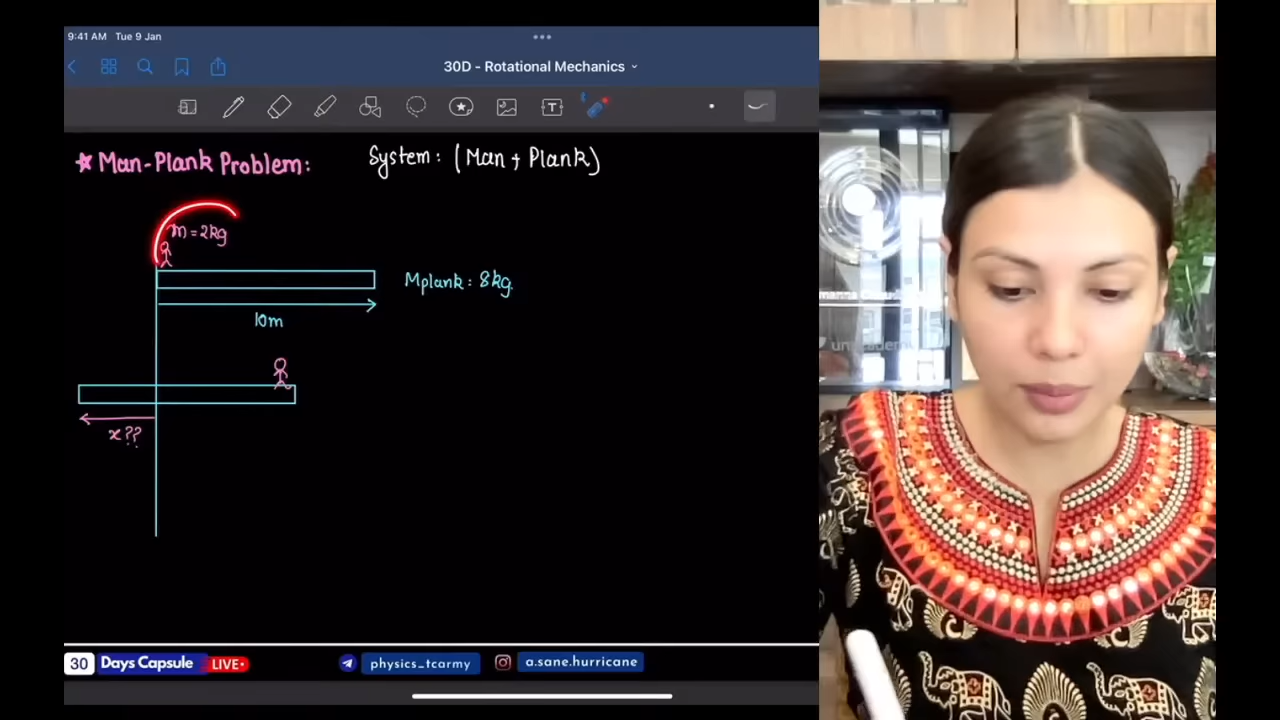 9:41 AM Tue 9 Jan
30D - Rotational Mechanics
★ Man-Plank Problem:
System: (Man + Plank)
m = 2kg
Mplank: 8kg.
10m
x??
30 Days Capsule LIVE
physics_tcarmy
a.sane.hurricane